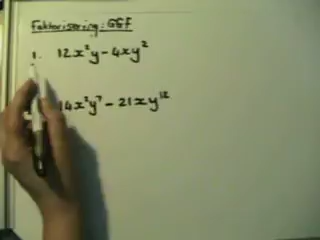 Faktorisering: GGF
1. 12x²y - 4xy²
14x²y⁷ - 21xy¹²